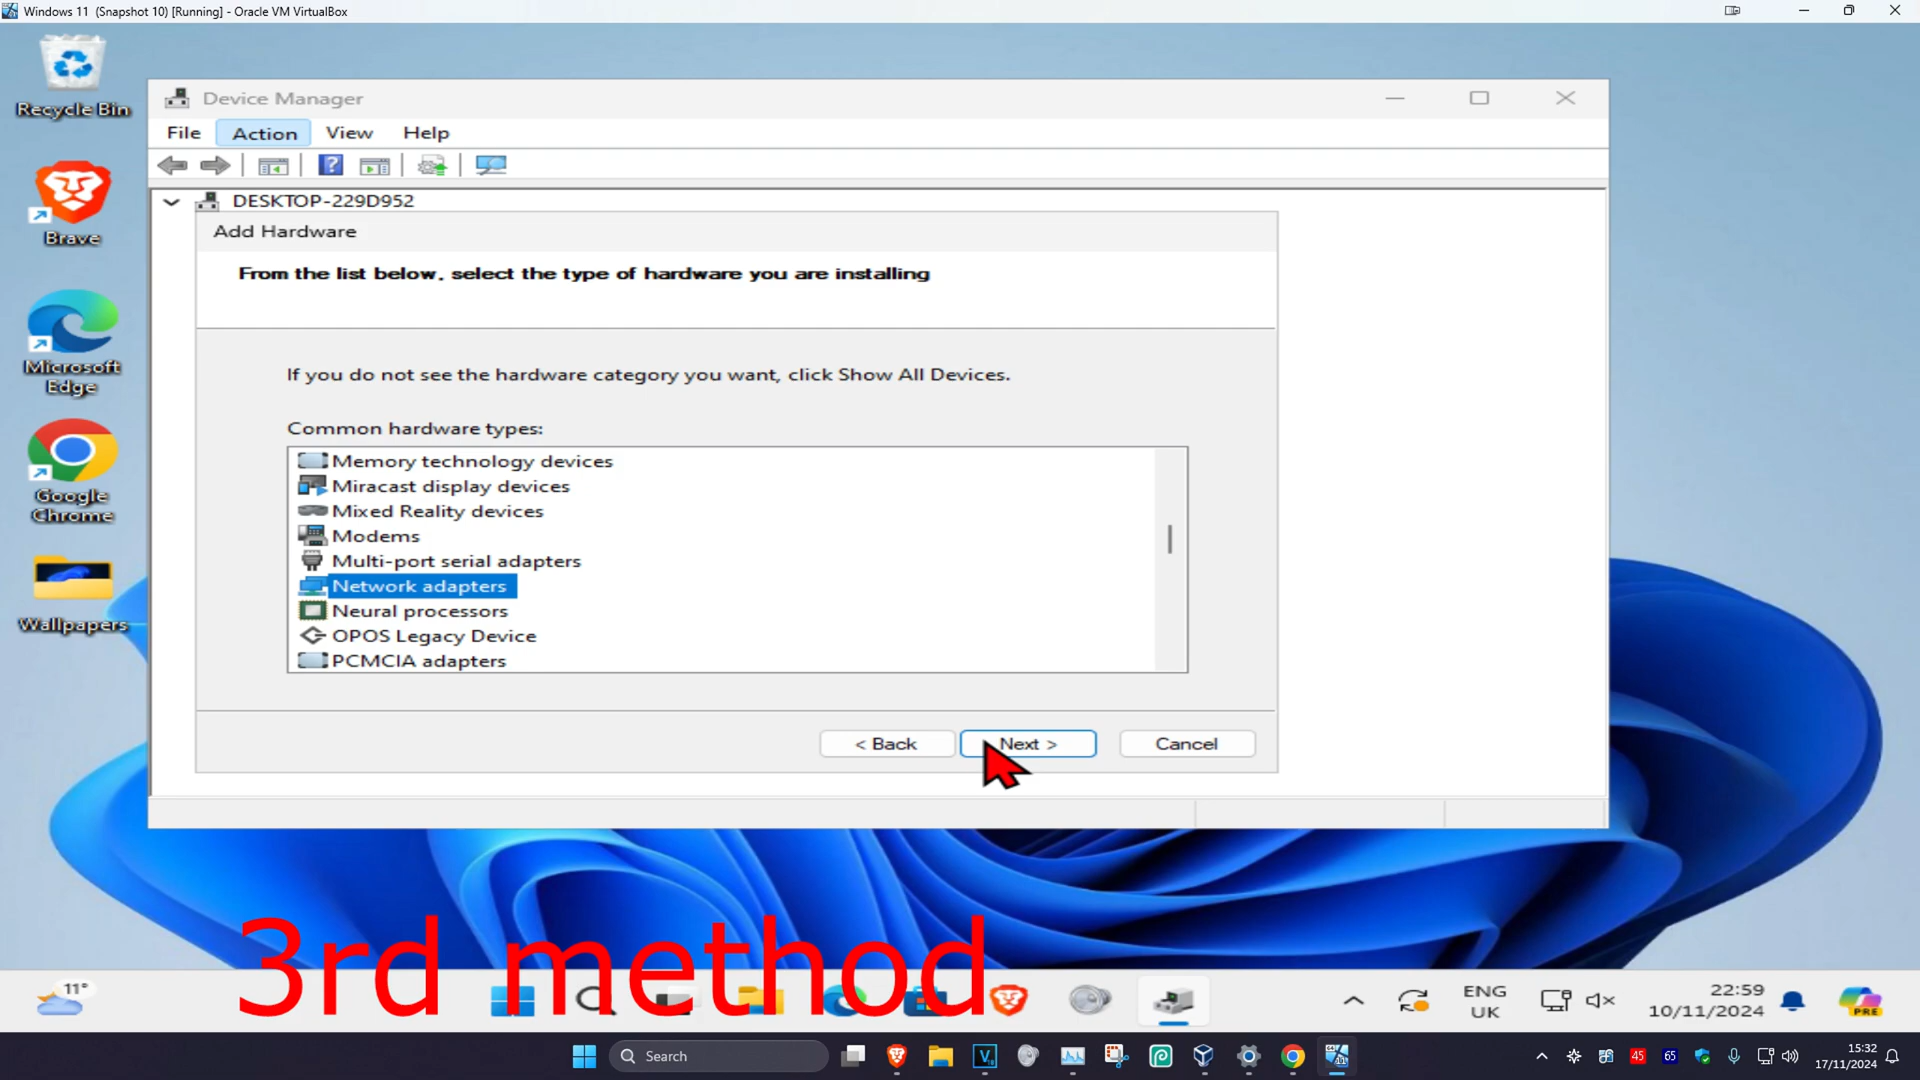 Windows 11 (Snapshot 10) [Running] - Oracle VM VirtualBox
Recycle Bin
Brave
Microsoft
Edge
Google
Chrome
Wallpapers
Device Manager
File Action View Help
DESKTOP-229D952
Add Hardware
From the list below, select the type of hardware you are installing
If you do not see the hardware category you want, click Show All Devices.
Common hardware types:
Memory technology devices
Miracast display devices
Mixed Reality devices
Modems
Multi-port serial adapters
Network adapters
Neural processors
OPOS Legacy Device
PCMCIA adapters
< Back Next > Cancel
3rd method
11°
ENG
UK
22:59
10/11/2024
PRE
Search
45
65
15:32
17/11/2024